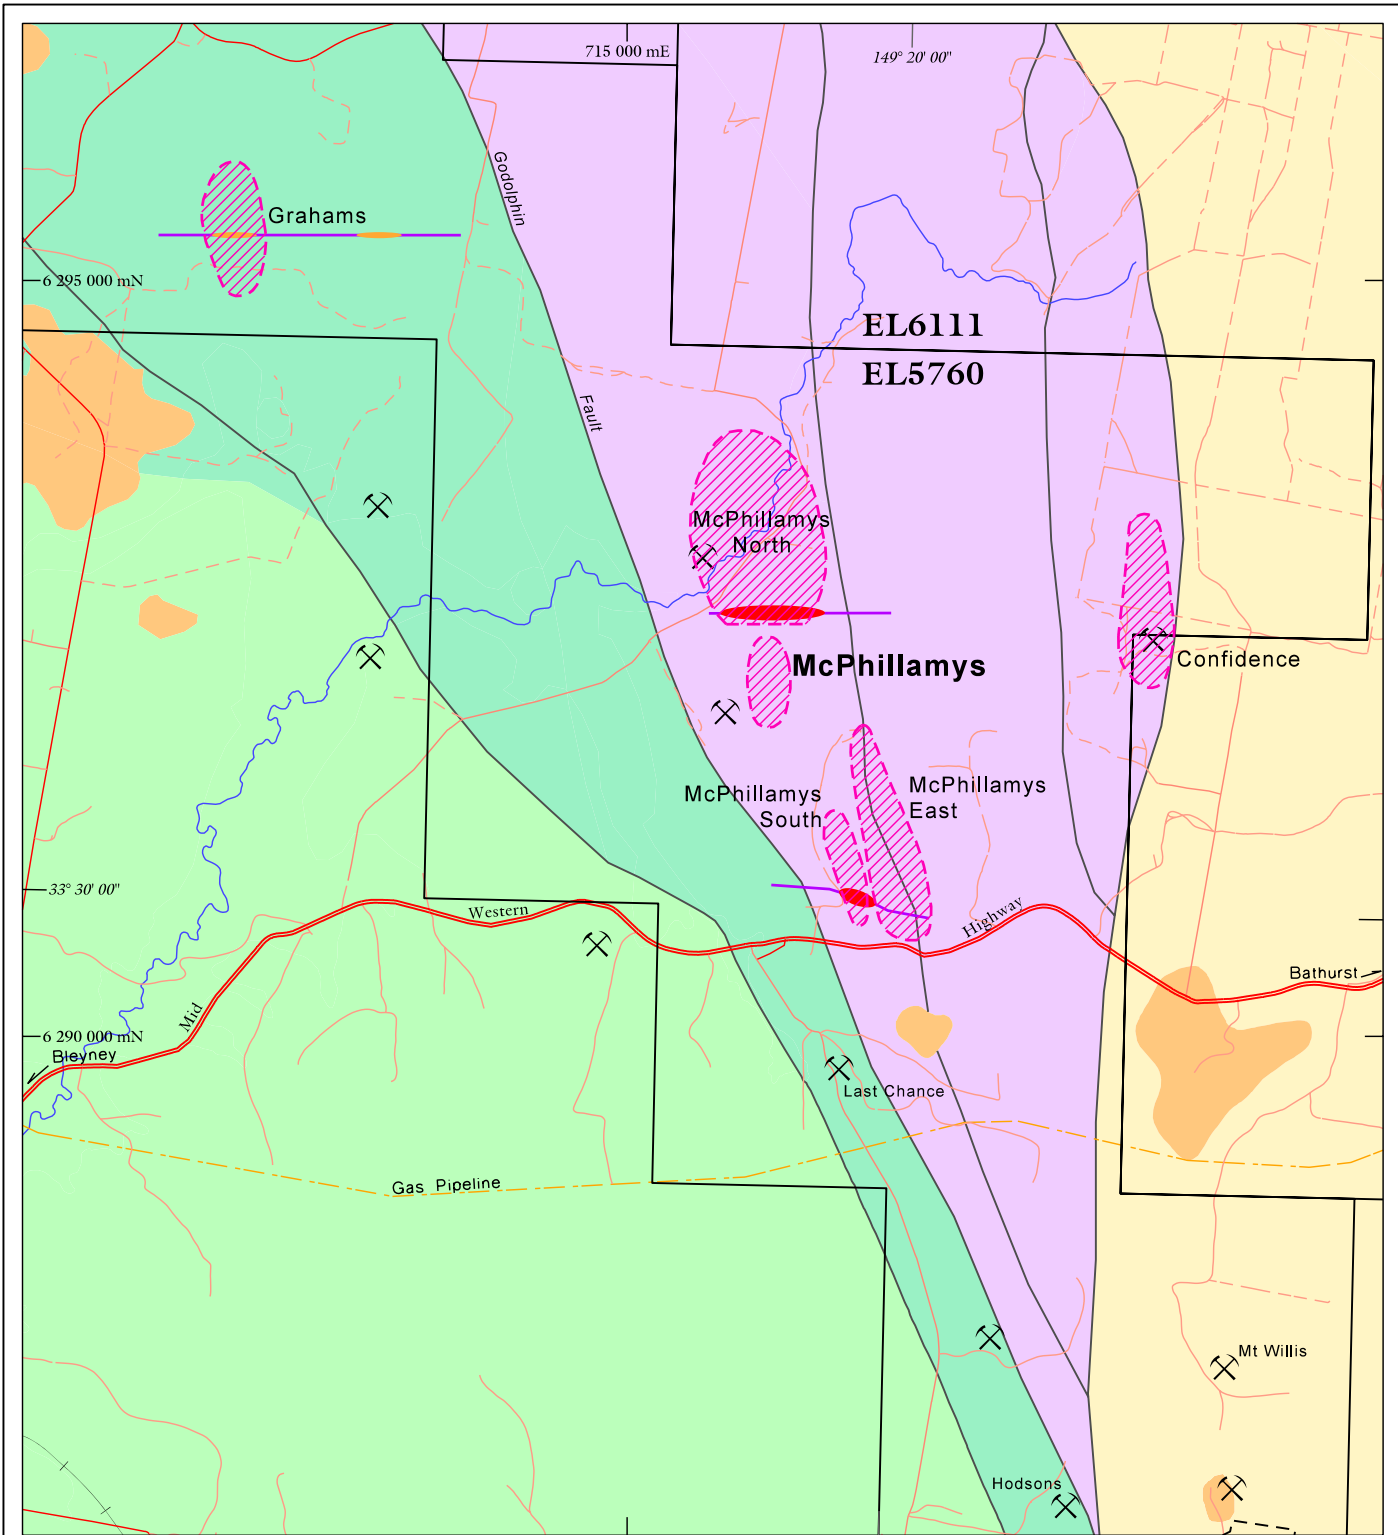 715 000 mE
149° 20' 00"
Godolphin
Grahams
6 295 000 mN
EL6111
EL5760
Fault
McPhillamys
North
McPhillamys
Confidence
McPhillamys
South
McPhillamys
East
33° 30' 00"
Western
Highway
Bathurst
Mid
6 290 000 mN
Bleyney
Last Chance
Gas Pipeline
Mt Willis
Hodsons